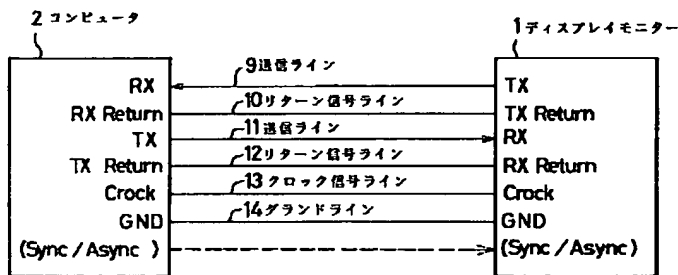 2 コンピュータ
1 ディスプレイモニター
9 送信ライン
RX
TX
10 リターン信号ライン
RX Return
TX Return
11 送信ライン
TX
RX
12 リターン信号ライン
TX Return
RX Return
13 クロック信号ライン
Crock
Crock
14 グランドライン
GND
GND
(Sync / Async )
(Sync / Async)